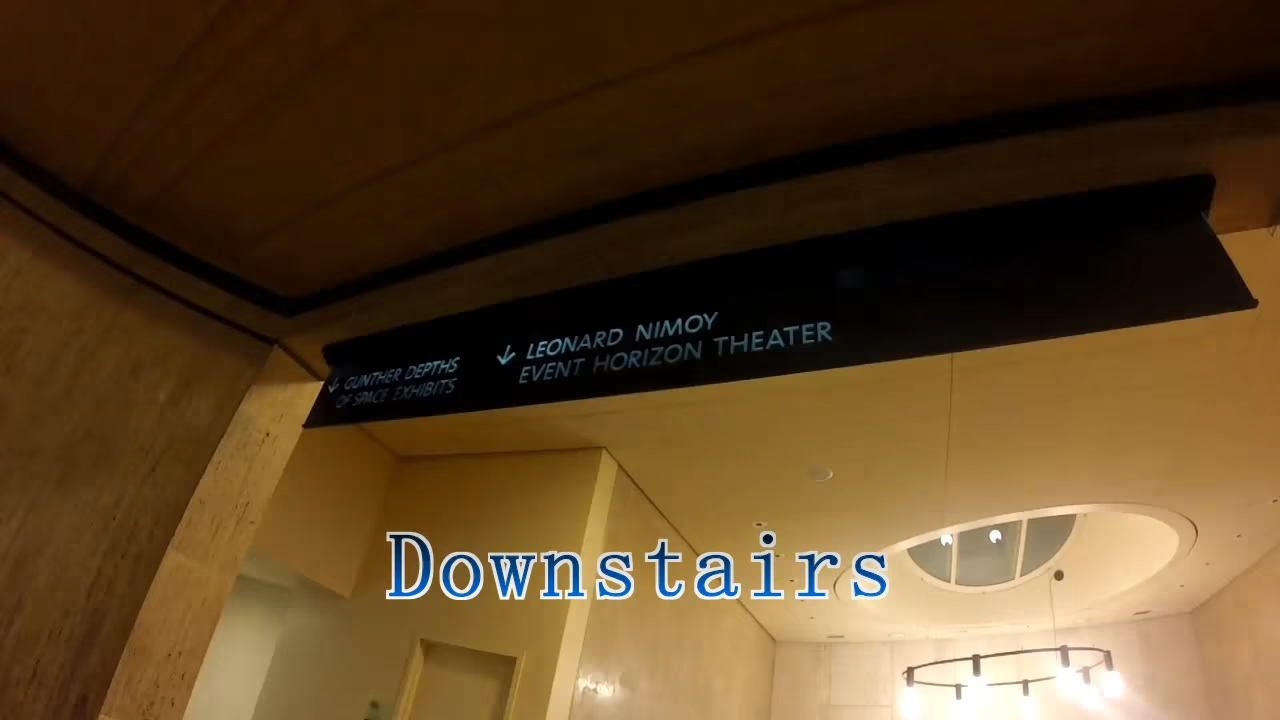 ↓ GUNTHER DEPTHS
OF SPACE EXHIBITS
↓ LEONARD NIMOY
EVENT HORIZON THEATER
Downstairs